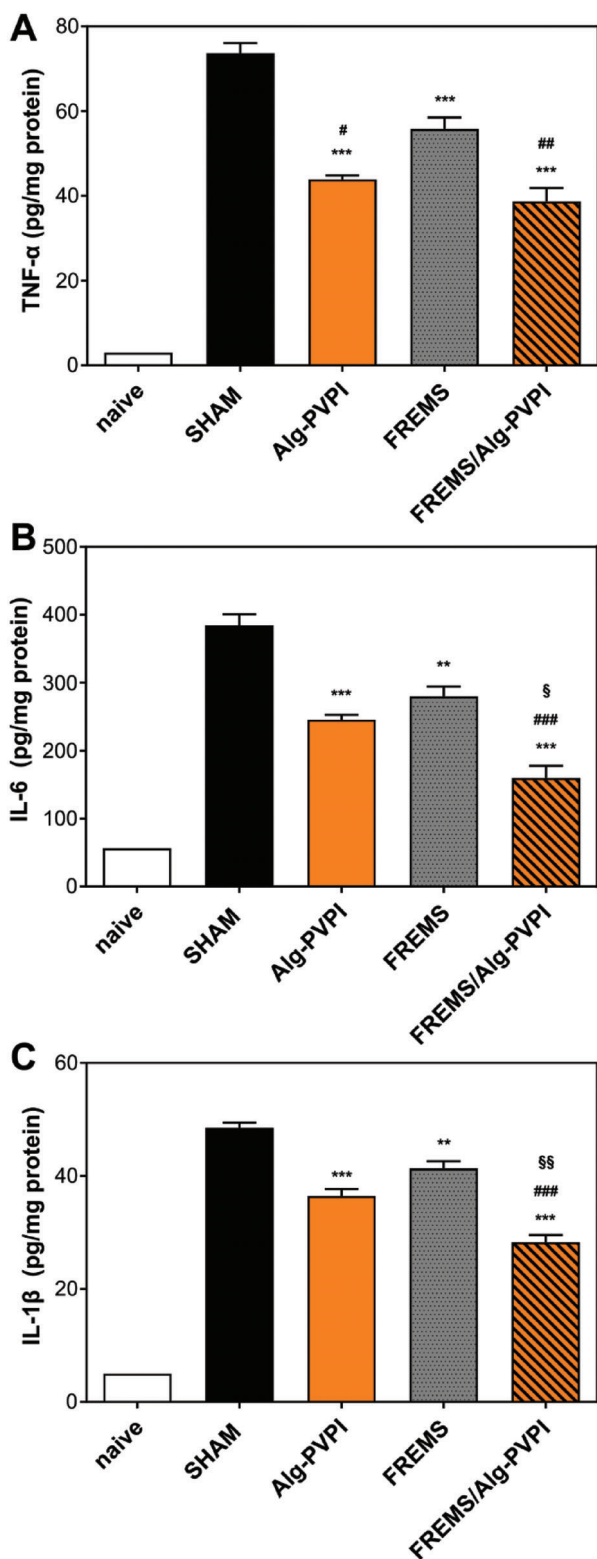 A
TNF-α (pg/mg protein)
80
60
40
20
0
#
***
***
##
***
naive
SHAM
Alg-PVPI
FREMS
FREMS/Alg-PVPI
B
IL-6 (pg/mg protein)
500
400
300
200
100
0
***
**
§
###
***
naive
SHAM
Alg-PVPI
FREMS
FREMS/Alg-PVPI
C
IL-1β (pg/mg protein)
60
40
20
0
***
**
§§
###
***
naive
SHAM
Alg-PVPI
FREMS
FREMS/Alg-PVPI